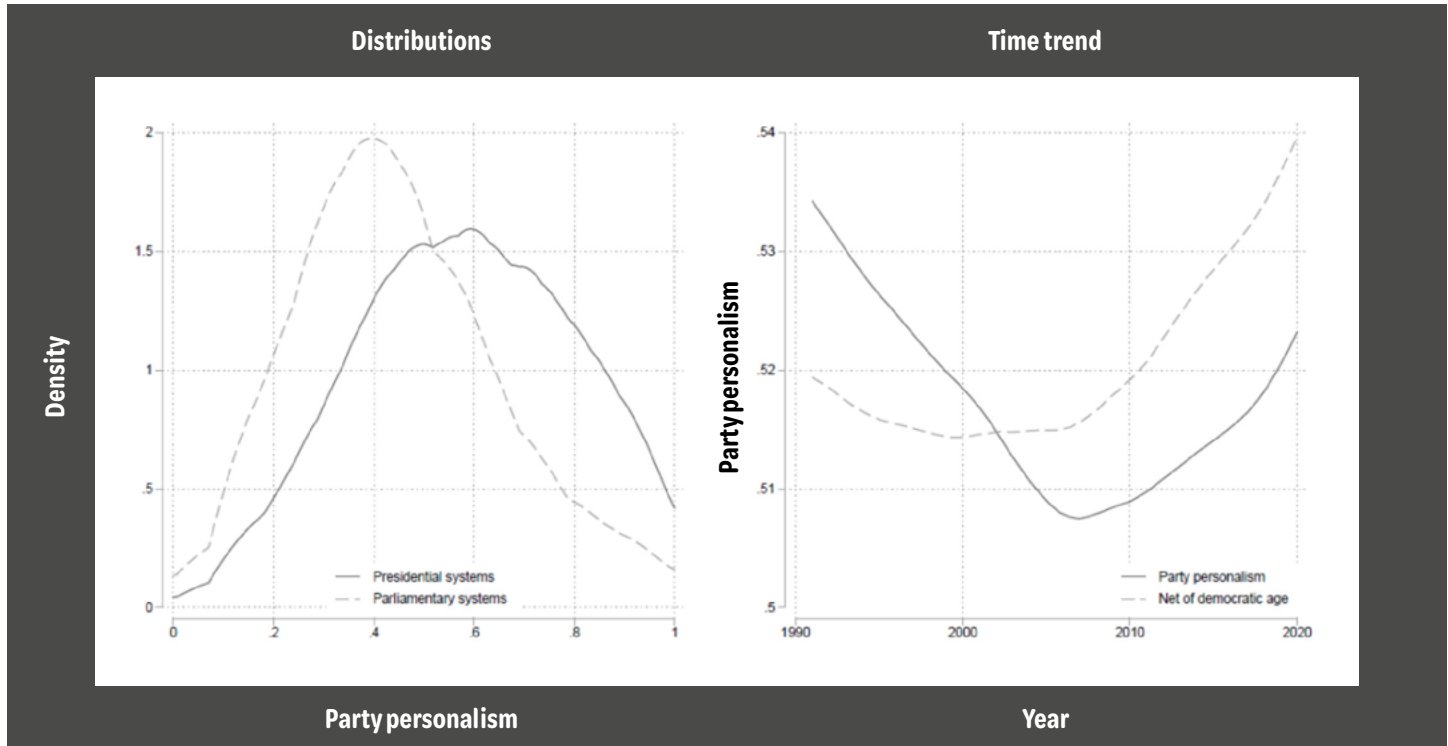 Distributions
Time trend
Density
2
1.5
1
.5
0
0 .2 .4 .6 .8 1
Presidential systems
Parliamentary systems
Party personalism
Party personalism
.54
.53
.52
.51
.5
1990 2000 2010 2020
Party personalism
Net of democratic age
Year